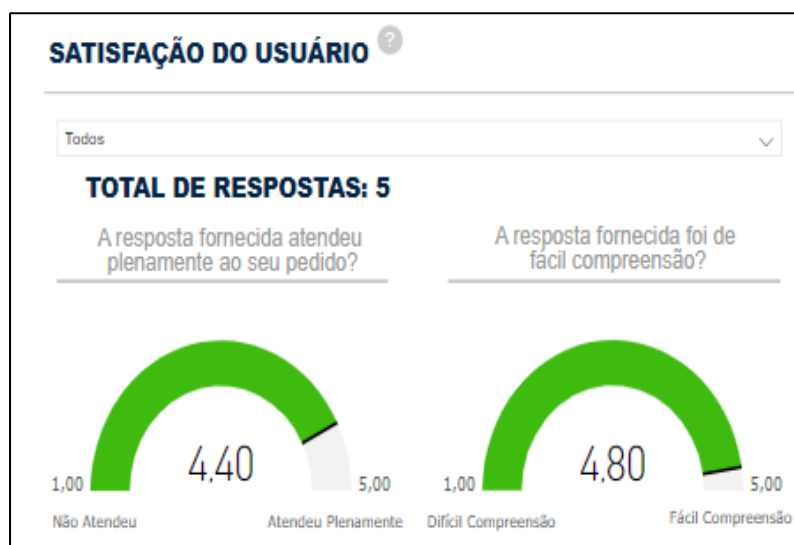 SATISFAÇÃO DO USUÁRIO ?
Todos
TOTAL DE RESPOSTAS: 5
A resposta fornecida atendeu
plenamente ao seu pedido?
A resposta fornecida foi de
fácil compreensão?
4,40
1,00
5,00
Não Atendeu
Atendeu Plenamente
4,80
1,00
5,00
Difícil Compreensão
Fácil Compreensão